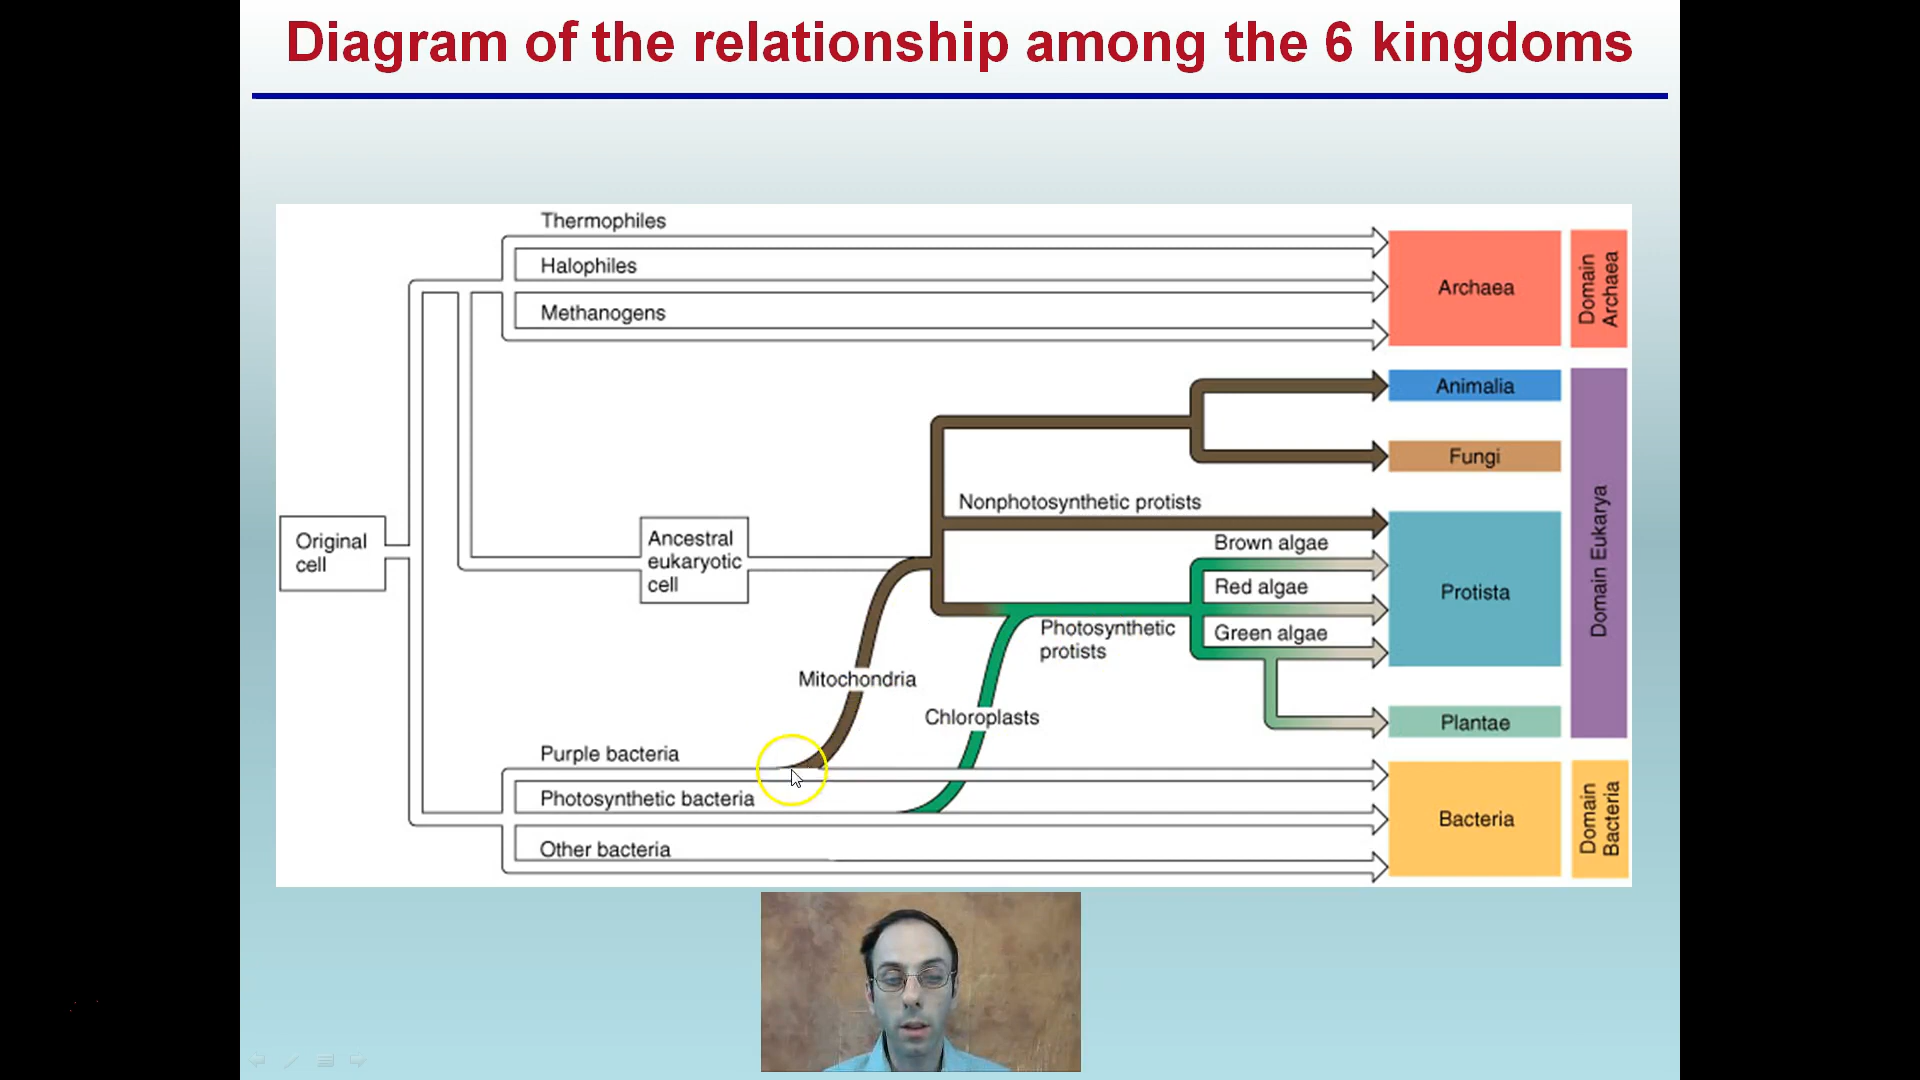 Diagram of the relationship among the 6 kingdoms
Thermophiles
Halophiles
Methanogens
Archaea
Domain
Archaea
Animalia
Fungi
Nonphotosynthetic protists
Original
cell
Ancestral
eukaryotic
cell
Brown algae
Red algae
Green algae
Protista
Domain Eukarya
Photosynthetic
protists
Mitochondria
Chloroplasts
Plantae
Purple bacteria
Photosynthetic bacteria
Other bacteria
Bacteria
Domain
Bacteria